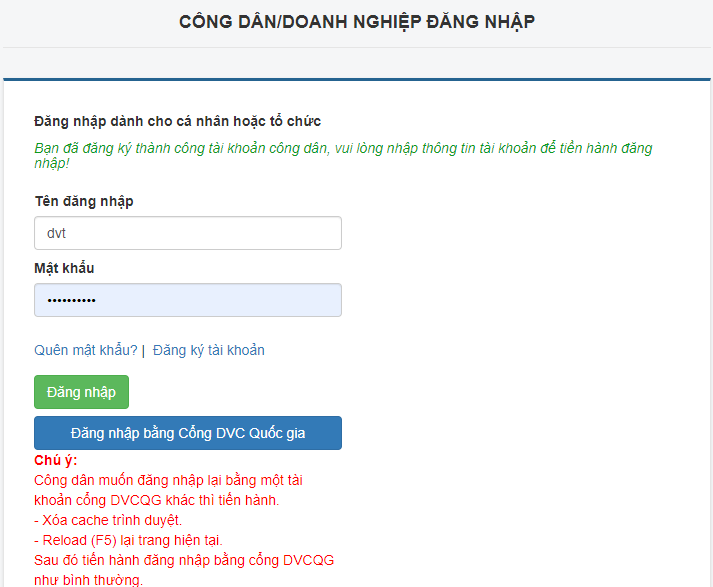 CÔNG DÂN/DOANH NGHIỆP ĐĂNG NHẬP
Đăng nhập dành cho cá nhân hoặc tổ chức
Bạn đã đăng ký thành công tài khoản công dân, vui lòng nhập thông tin tài khoản để tiến hành đăng
nhập!
Tên đăng nhập
dvt
Mật khẩu
••••••••••
Quên mật khẩu? | Đăng ký tài khoản
Đăng nhập
Đăng nhập bằng Cổng DVC Quốc gia
Chú ý:
Công dân muốn đăng nhập lại bằng một tài
khoản cổng DVCQG khác thì tiến hành.
- Xóa cache trình duyệt.
- Reload (F5) lại trang hiện tại.
Sau đó tiến hành đăng nhập bằng cổng DVCQG
như bình thường.